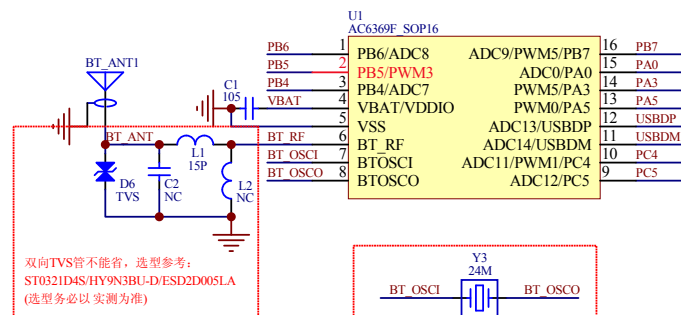 U1
AC6369F_SOP16
BT_ANT1
PB6 1 PB6/ADC8 ADC9/PWM5/PB7 16 PB7
PB5 2 PB5/PWM3 ADC0/PA0 15 PA0
PB4 3 PB4/ADC7 PWM5/PA3 14 PA3
C1
105
VBAT 4 VBAT/VDDIO PWM0/PA5 13 PA5
5 VSS ADC13/USBDP 12 USBDP
BT_ANT BT_RF 6 BT_RF ADC14/USBDM 11 USBDM
L1
15P
BT_OSCI 7 BTOSCI ADC11/PWM1/PC4 10 PC4
BT_OSCO 8 BTOSCO ADC12/PC5 9 PC5
D6
TVS
C2
NC
L2
NC
双向TVS管不能省，选型参考：
ST0321D4S/HY9N3BU-D/ESD2D005LA
(选型务必以实测为准)
Y3
24M
BT_OSCI BT_OSCO